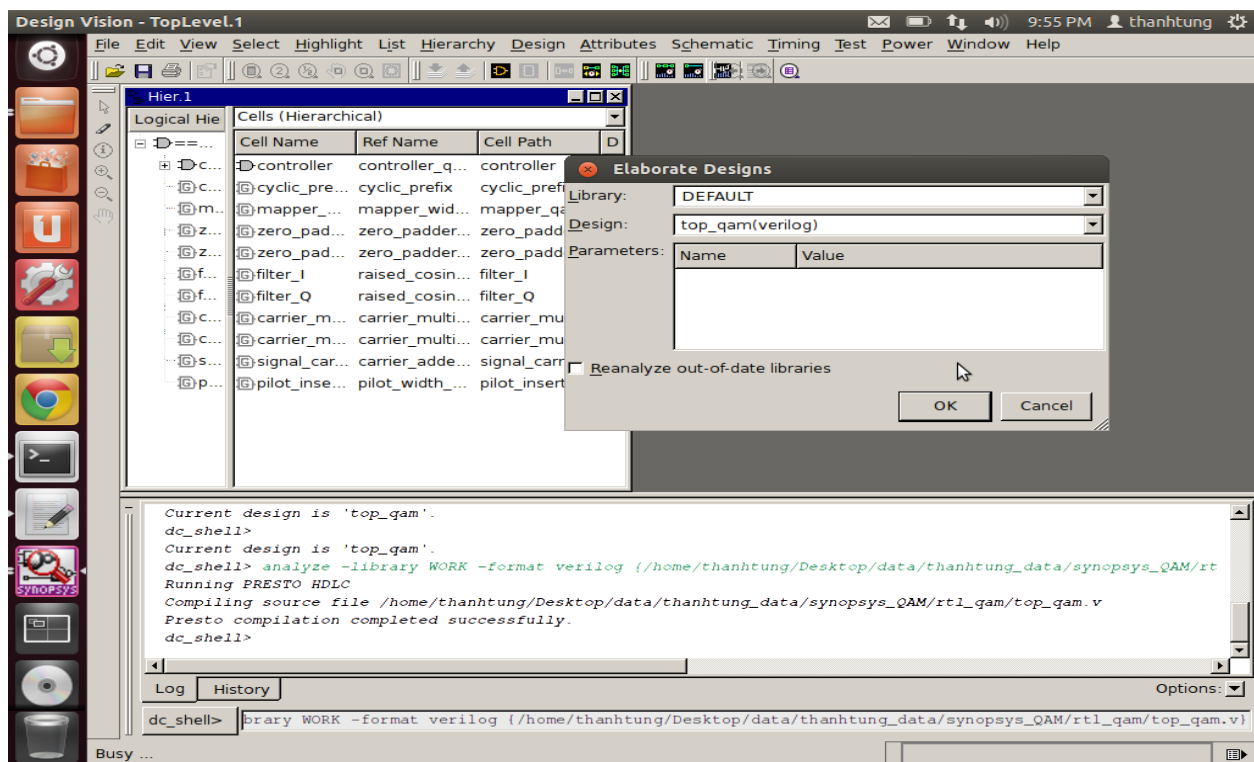 Design Vision - TopLevel.1
9:55 PM thanhtung
File Edit View Select Highlight List Hierarchy Design Attributes Schematic Timing Test Power Window Help
Hier.1
Logical Hie
Cells (Hierarchical)
Cell Name Ref Name Cell Path D
==...
c... controller controller_q... controller
c... cyclic_pre... cyclic_prefix cyclic_prefi
m.. mapper_... mapper_wid... mapper_qa
z... zero_pad... zero_padder... zero_padd
z... zero_pad... zero_padder... zero_padd
f... filter_I raised_cosin... filter_I
f... filter_Q raised_cosin... filter_Q
c... carrier_m... carrier_multi... carrier_mu
c... carrier_m... carrier_multi... carrier_mu
s... signal_car... carrier_adde... signal_carr
p... pilot_inse... pilot_width_... pilot_insert
Elaborate Designs
Library: DEFAULT
Design: top_qam(verilog)
Parameters: Name Value
Reanalyze out-of-date libraries
OK Cancel
Current design is 'top_qam'.
dc_shell>
Current design is 'top_qam'.
dc_shell> analyze -library WORK -format verilog {/home/thanhtung/Desktop/data/thanhtung_data/synopsys_QAM/rt
Running PRESTO HDLC
Compiling source file /home/thanhtung/Desktop/data/thanhtung_data/synopsys_QAM/rtl_qam/top_qam.v
Presto compilation completed successfully.
dc_shell>
Log History Options:
dc_shell> brary WORK -format verilog {/home/thanhtung/Desktop/data/thanhtung_data/synopsys_QAM/rtl_qam/top_qam.v}
Busy ...
SYNOPSYS